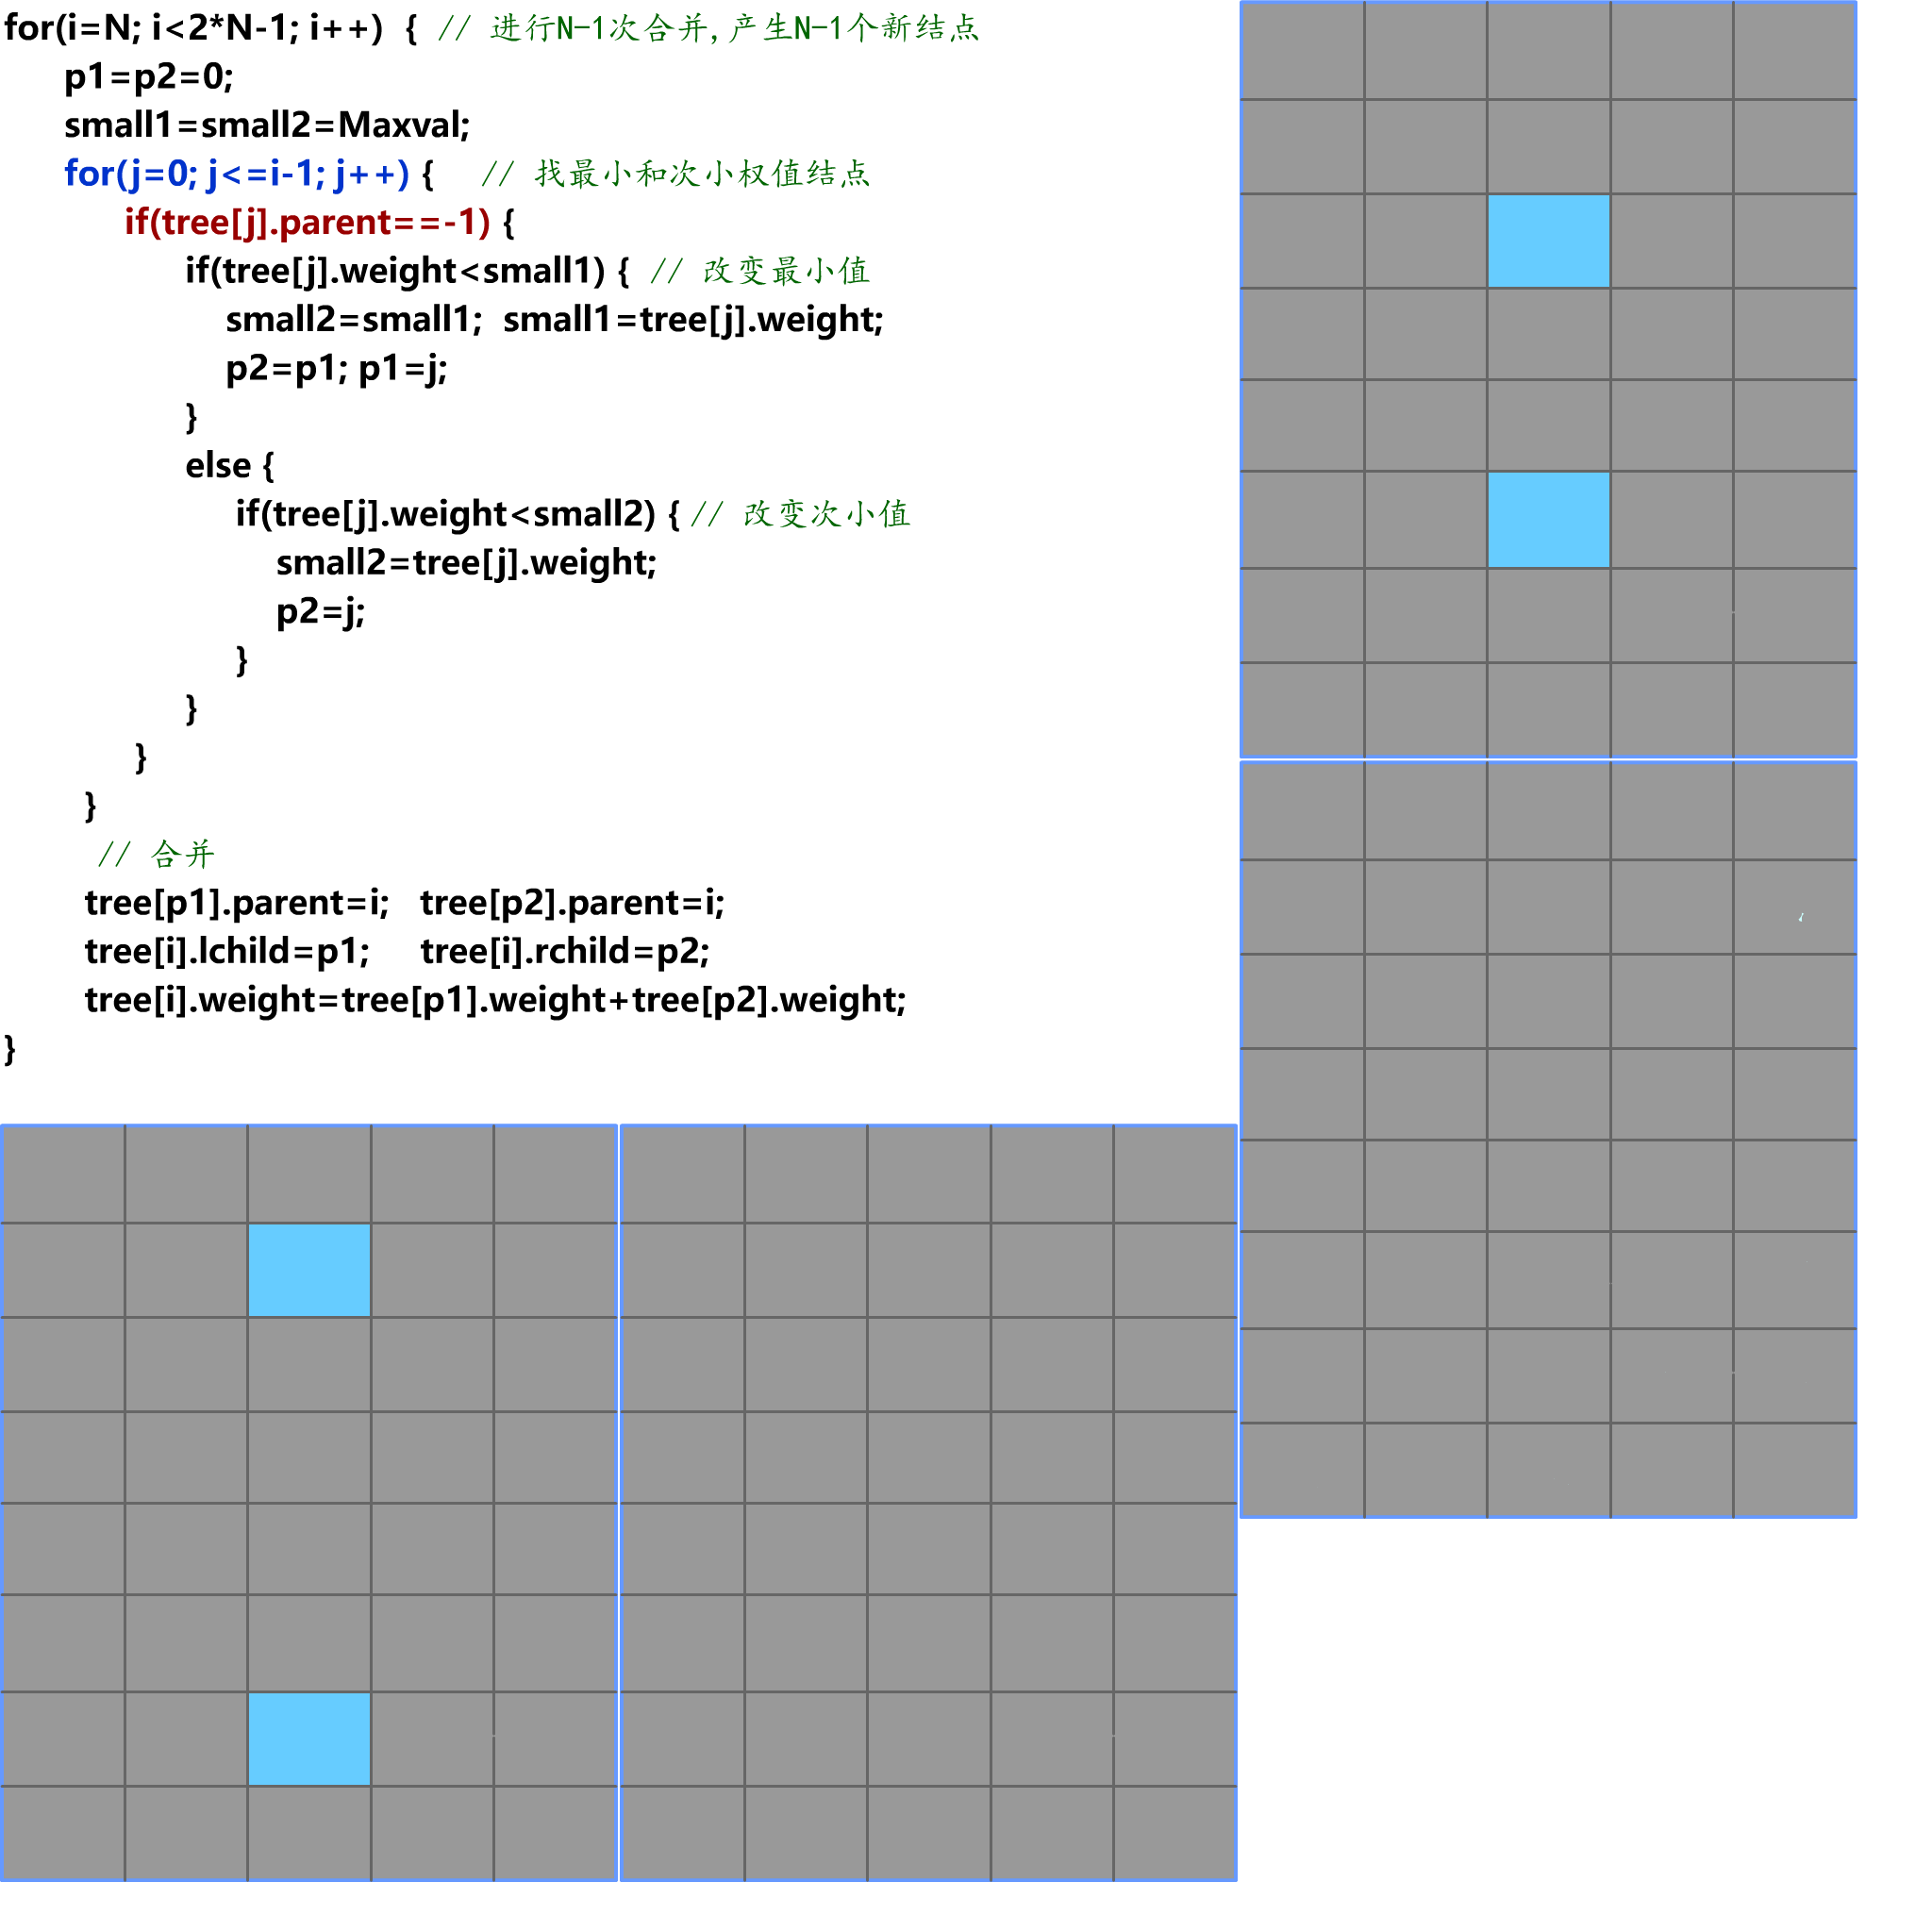 for(i=N; i<2*N-1; i++) { // 进行N-1次合并,产生N-1个新结点
p1=p2=0;
small1=small2=Maxval;
for(j=0; j<=i-1; j++) { // 找最小和次小权值结点
if(tree[j].parent==-1) {
if(tree[j].weight<small1) { // 改变最小值
small2=small1; small1=tree[j].weight;
p2=p1; p1=j;
}
else {
if(tree[j].weight<small2) { // 改变次小值
small2=tree[j].weight;
p2=j;
}
}
}
}
// 合并
tree[p1].parent=i; tree[p2].parent=i;
tree[i].lchild=p1; tree[i].rchild=p2;
tree[i].weight=tree[p1].weight+tree[p2].weight;
}